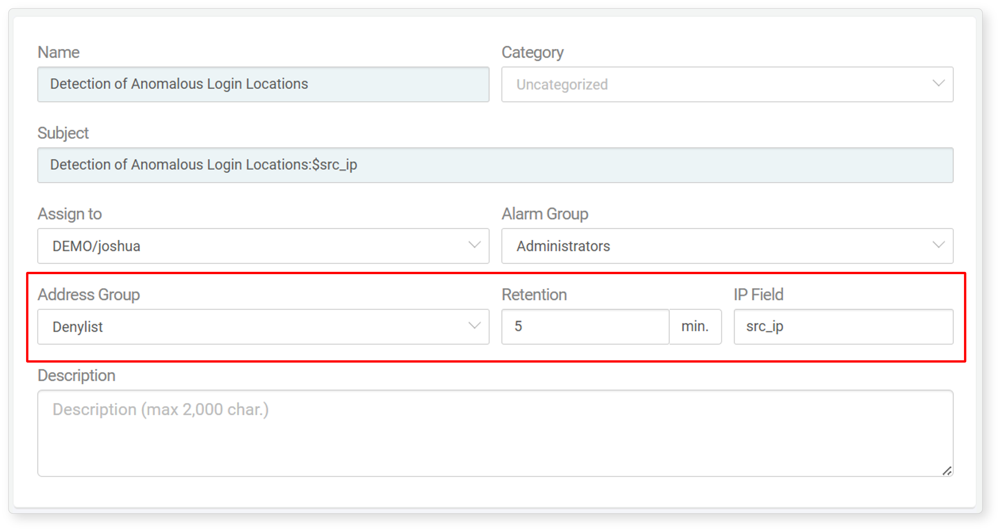 Name
Category
Detection of Anomalous Login Locations
Uncategorized
Subject
Detection of Anomalous Login Locations:$src_ip
Assign to
Alarm Group
DEMO/joshua
Administrators
Address Group
Retention
IP Field
Denylist
5
min.
src_ip
Description
Description (max 2,000 char.)